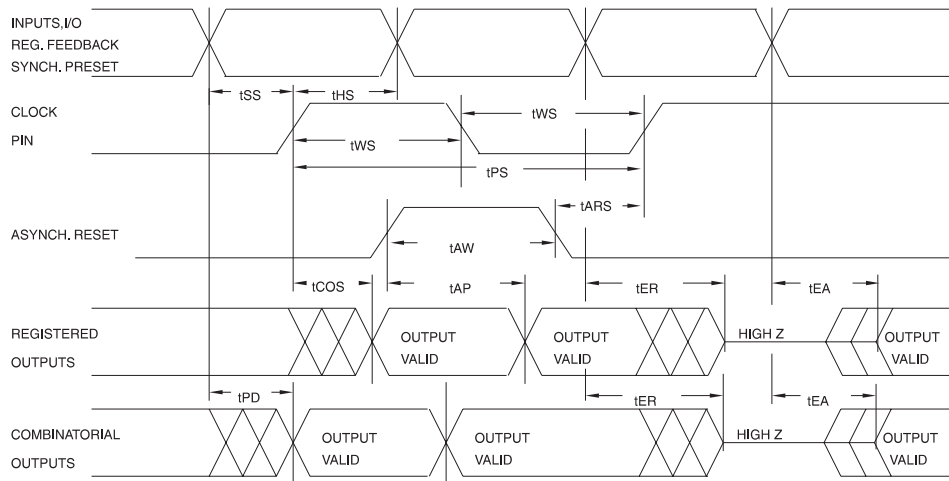 INPUTS,I/O
REG. FEEDBACK
SYNCH. PRESET
tSS
tHS
CLOCK
PIN
tWS
tWS
tPS
tARS
ASYNCH. RESET
tAW
tCOS
tAP
tER
tEA
REGISTERED
OUTPUTS
OUTPUT
VALID
OUTPUT
VALID
HIGH Z
OUTPUT
VALID
tPD
tER
tEA
COMBINATORIAL
OUTPUTS
OUTPUT
VALID
OUTPUT
VALID
OUTPUT
VALID
HIGH Z
OUTPUT
VALID